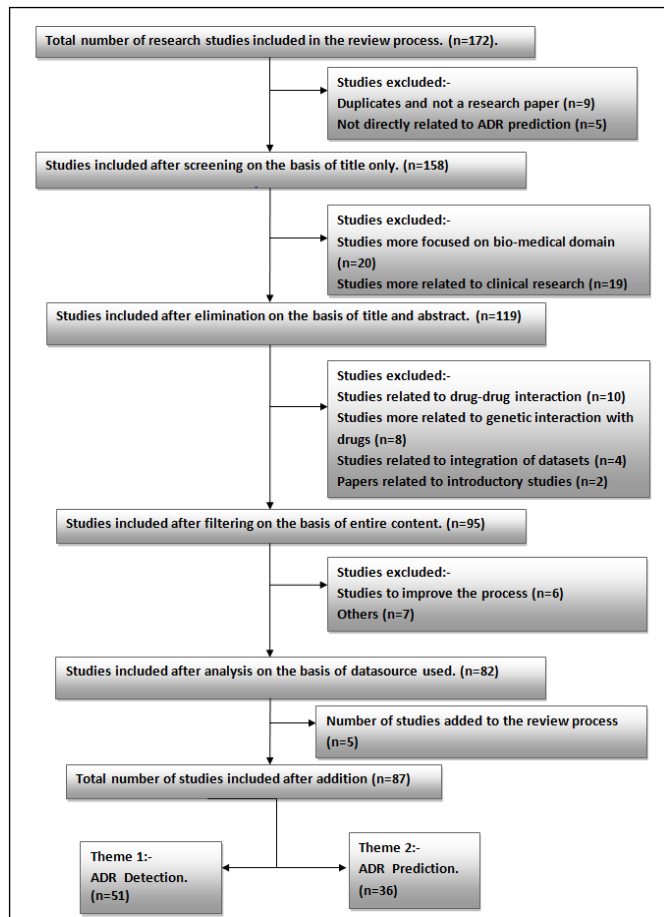 Total number of research studies included in the review process. (n=172).
Studies excluded:-
Duplicates and not a research paper (n=9)
Not directly related to ADR prediction (n=5)
Studies included after screening on the basis of title only. (n=158)
Studies excluded:-
Studies more focused on bio-medical domain
(n=20)
Studies more related to clinical research (n=19)
Studies included after elimination on the basis of title and abstract. (n=119)
Studies excluded:-
Studies related to drug-drug interaction (n=10)
Studies more related to genetic interaction with
drugs (n=8)
Studies related to integration of datasets (n=4)
Papers related to introductory studies (n=2)
Studies included after filtering on the basis of entire content. (n=95)
Studies excluded:-
Studies to improve the process (n=6)
Others (n=7)
Studies included after analysis on the basis of datasource used. (n=82)
Number of studies added to the review process
(n=5)
Total number of studies included after addition (n=87)
Theme 1:-
ADR Detection.
(n=51)
Theme 2:-
ADR Prediction.
(n=36)